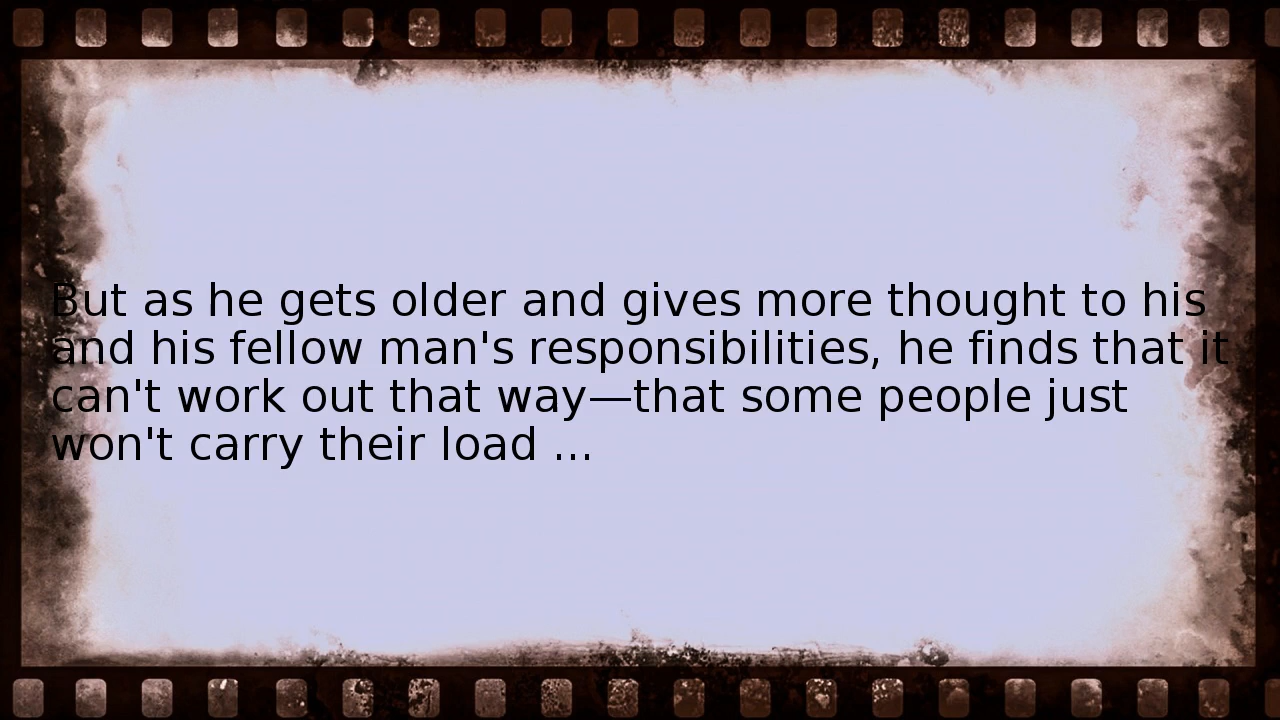 But as he gets older and gives more thought to his
and his fellow man's responsibilities, he finds that it
can't work out that way—that some people just
won't carry their load ...